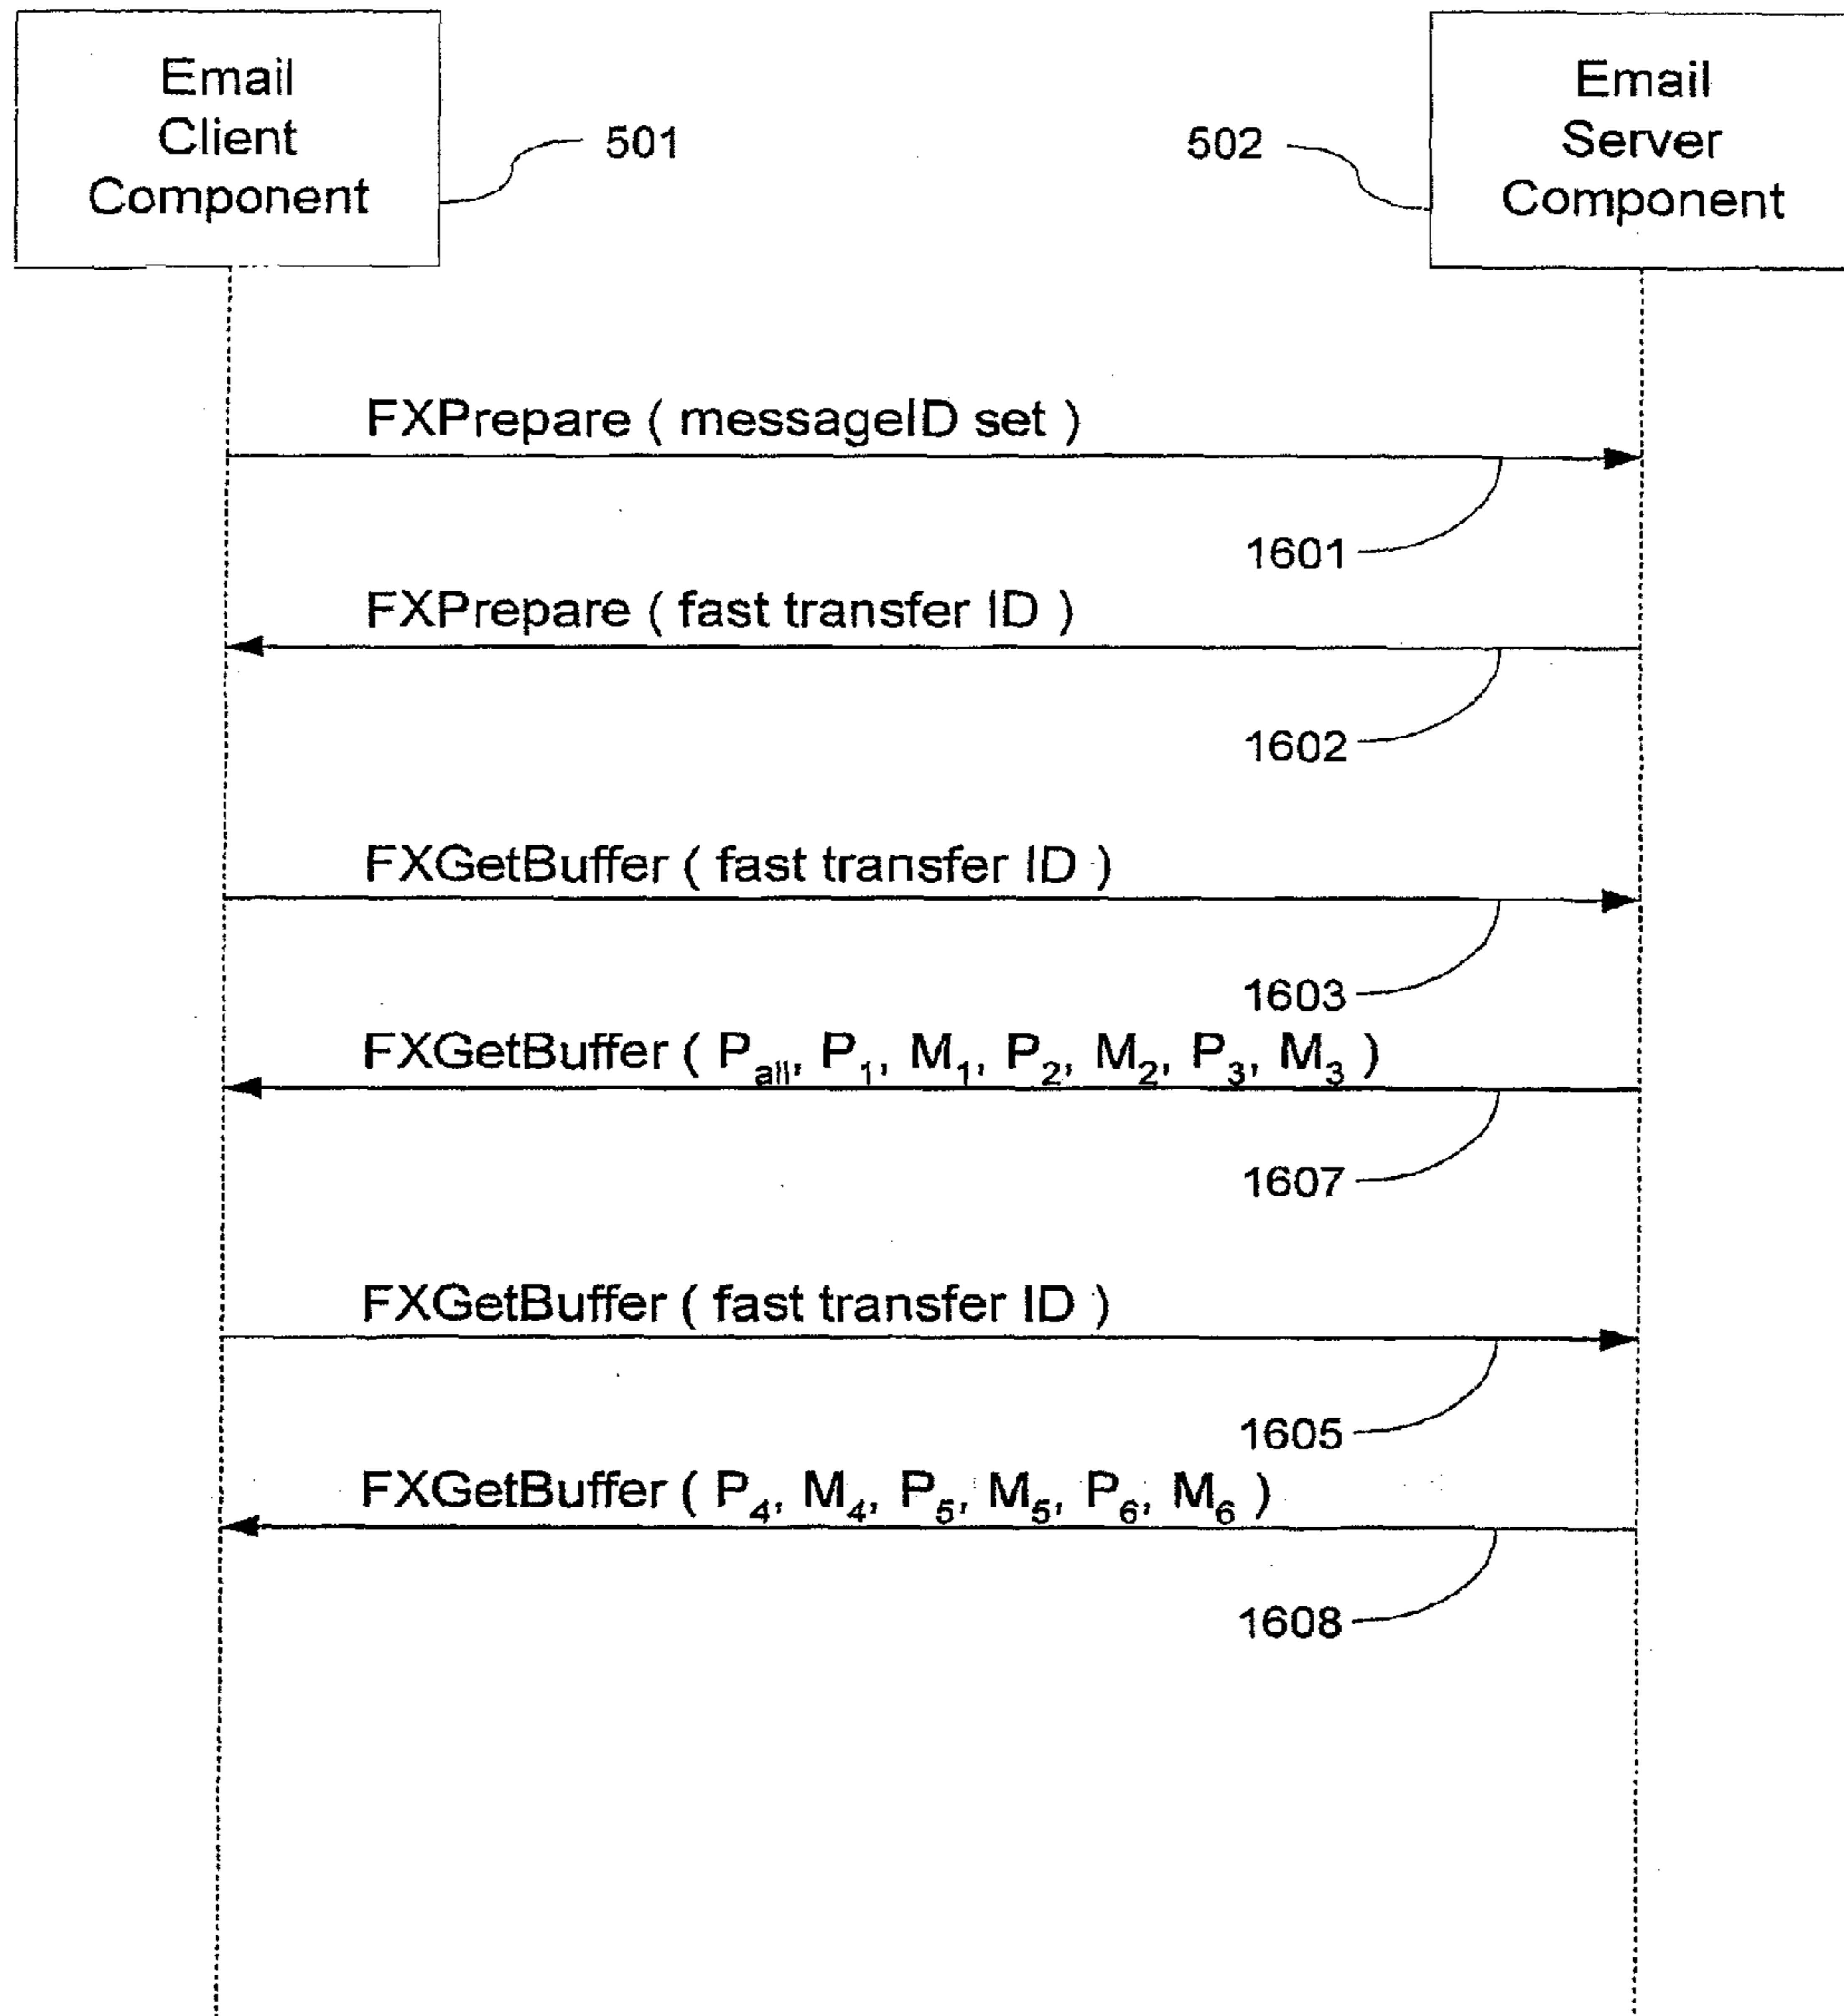 Email
Client
Component
501
502
Email
Server
Component
FXPrepare ( messageID set )
1601
FXPrepare ( fast transfer ID )
1602
FXGetBuffer ( fast transfer ID )
1603
FXGetBuffer ( Pall, P1, M1, P2, M2, P3, M3 )
1607
FXGetBuffer ( fast transfer ID )
1605
FXGetBuffer ( P4, M4, P5, M5, P6, M6 )
1608